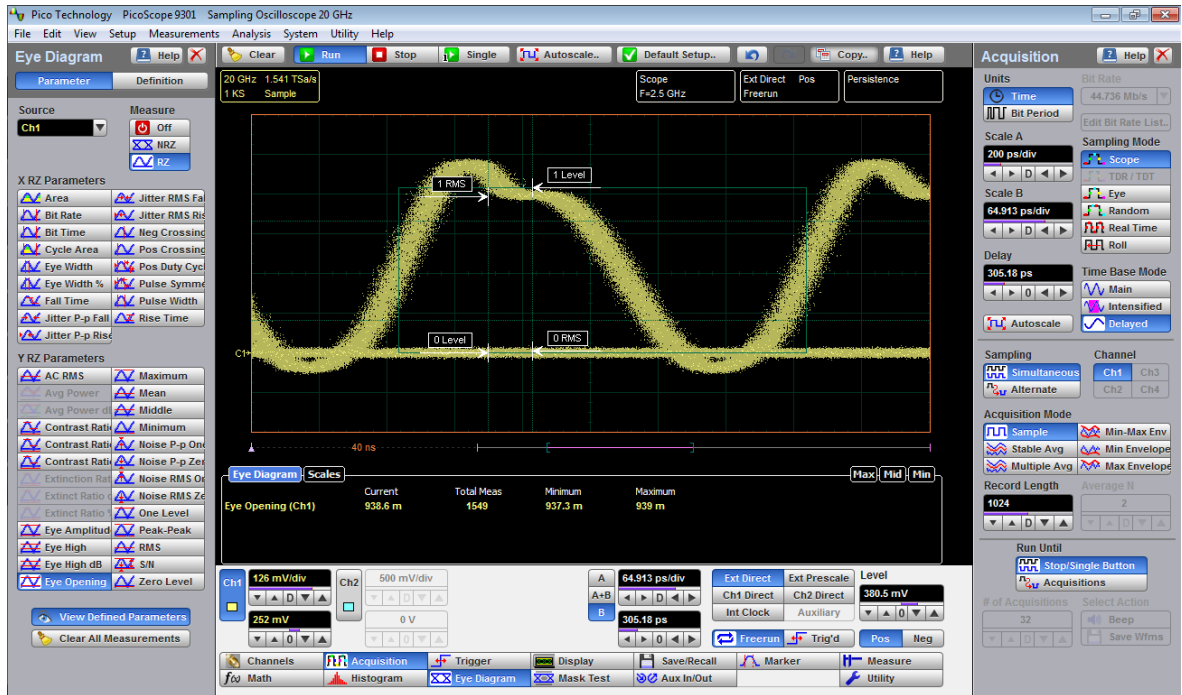 Pico Technology PicoScope 9301 Sampling Oscilloscope 20 GHz
File Edit View Setup Measurements Analysis System Utility Help
Eye Diagram
Help
Parameter
Definition
Source
Ch1
Measure
Off
NRZ
RZ
X RZ Parameters
Area
Jitter RMS Fal
Bit Rate
Jitter RMS Ris
Bit Time
Neg Crossing
Cycle Area
Pos Crossing
Eye Width
Pos Duty Cycl
Eye Width %
Pulse Symme
Fall Time
Pulse Width
Jitter P-p Fall
Rise Time
Jitter P-p Rise
Y RZ Parameters
AC RMS
Maximum
Avg Power
Mean
Avg Power dB
Middle
Contrast Ratio
Minimum
Contrast Ratio
Noise P-p One
Contrast Ratio
Noise P-p Zer
Extinction Rat
Noise RMS On
Extinct Ratio
Noise RMS Ze
Extinct Ratio
One Level
Eye Amplitud
Peak-Peak
Eye High
RMS
Eye High dB
S/N
Eye Opening
Zero Level
View Defined Parameters
Clear All Measurements
Clear
Run
Stop
Single
Autoscale..
Default Setup..
Copy..
Help
20 GHz 1.541 TSa/s
1 KS Sample
Scope
F=2.5 GHz
Ext Direct Pos
Freerun
Persistence
1 RMS
1 Level
0 Level
0 RMS
C1
40 ns
Eye Diagram
Scales
Max
Mid
Min
Current Total Meas Minimum Maximum
Eye Opening (Ch1) 938.6 m 1549 937.3 m 939 m
Ch1
126 mV/div
D
252 mV
0
Ch2
500 mV/div
D
0 V
0
A
A+B
B
64.913 ps/div
D
305.18 ps
0
Ext Direct
Ext Prescale
Ch1 Direct
Ch2 Direct
Int Clock
Auxiliary
Freerun
Trig'd
Level
380.5 mV
0
Pos
Neg
Channels
Acquisition
Trigger
Display
Save/Recall
Marker
Measure
f(x) Math
Histogram
Eye Diagram
Mask Test
Aux In/Out
Utility
Acquisition
Help
Units
Time
Bit Period
Bit Rate
44.736 Mb/s
Edit Bit Rate List..
Scale A
200 ps/div
D
Scale B
64.913 ps/div
D
Delay
305.18 ps
0
Autoscale
Sampling Mode
Scope
TDR / TDT
Eye
Random
Real Time
Roll
Time Base Mode
Main
Intensified
Delayed
Sampling
Simultaneous
Alternate
Channel
Ch1
Ch3
Ch2
Ch4
Acquisition Mode
Sample
Min-Max Env
Stable Avg
Min Envelope
Multiple Avg
Max Envelope
Record Length
1024
D
Average N
2
D
Run Until
Stop/Single Button
Acquisitions
# of Acquisitions
32
D
Select Action
Beep
Save Wfms